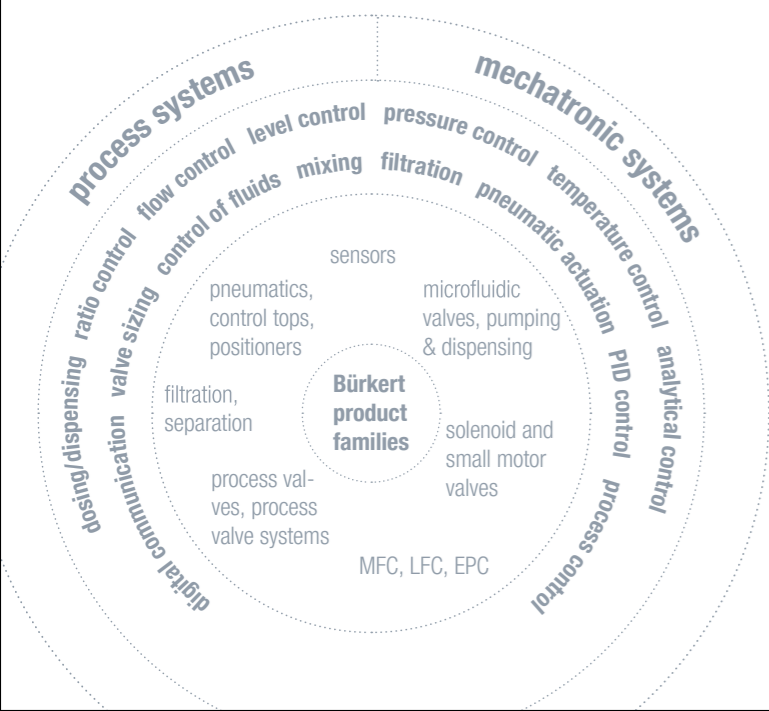 process systems
mechatronic systems
dosing/dispensing ratio control flow control level control pressure control temperature control analytical control
digital communication valve sizing control of fluids mixing filtration pneumatic actuation PID control process control
sensors
pneumatics,
control tops,
positioners
microfluidic
valves, pumping
& dispensing
filtration,
separation
Bürkert
product
families
solenoid and
small motor
valves
process val-
ves, process
valve systems
MFC, LFC, EPC